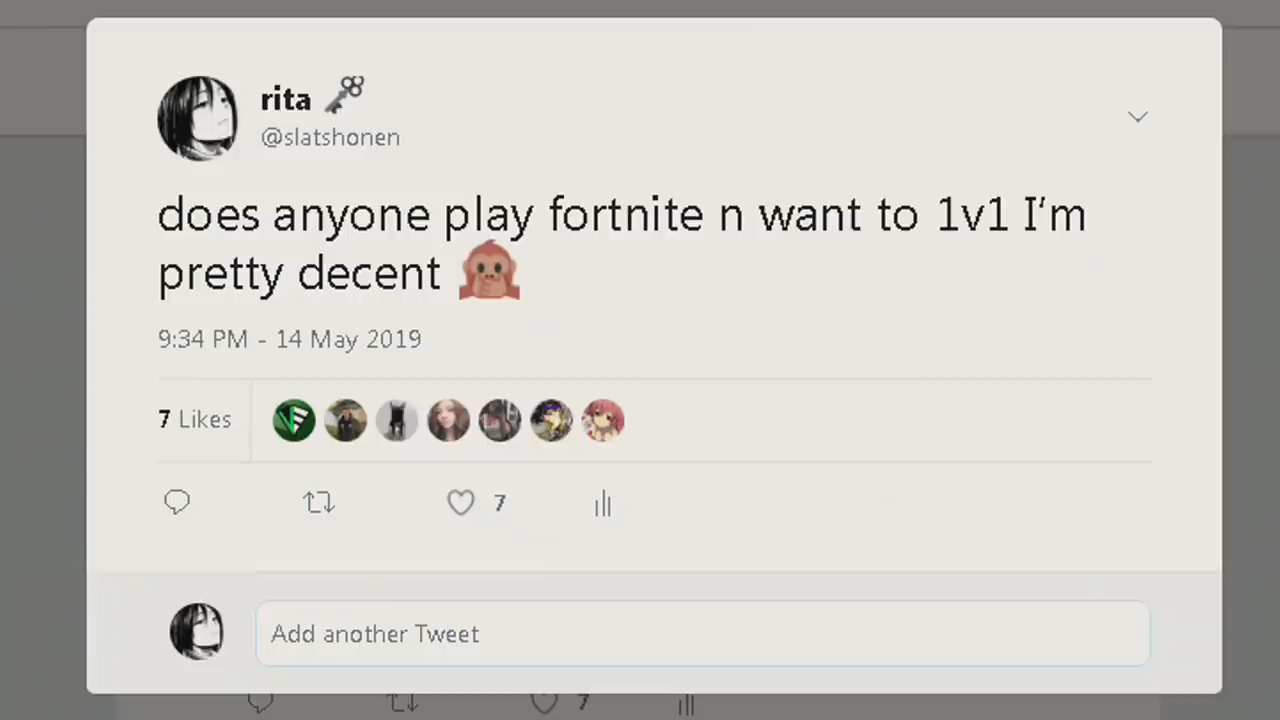 rita 🗝
@slatshonen
does anyone play fortnite n want to 1v1 I'm
pretty decent 🙊
9:34 PM - 14 May 2019
7 Likes
7
Add another Tweet
7